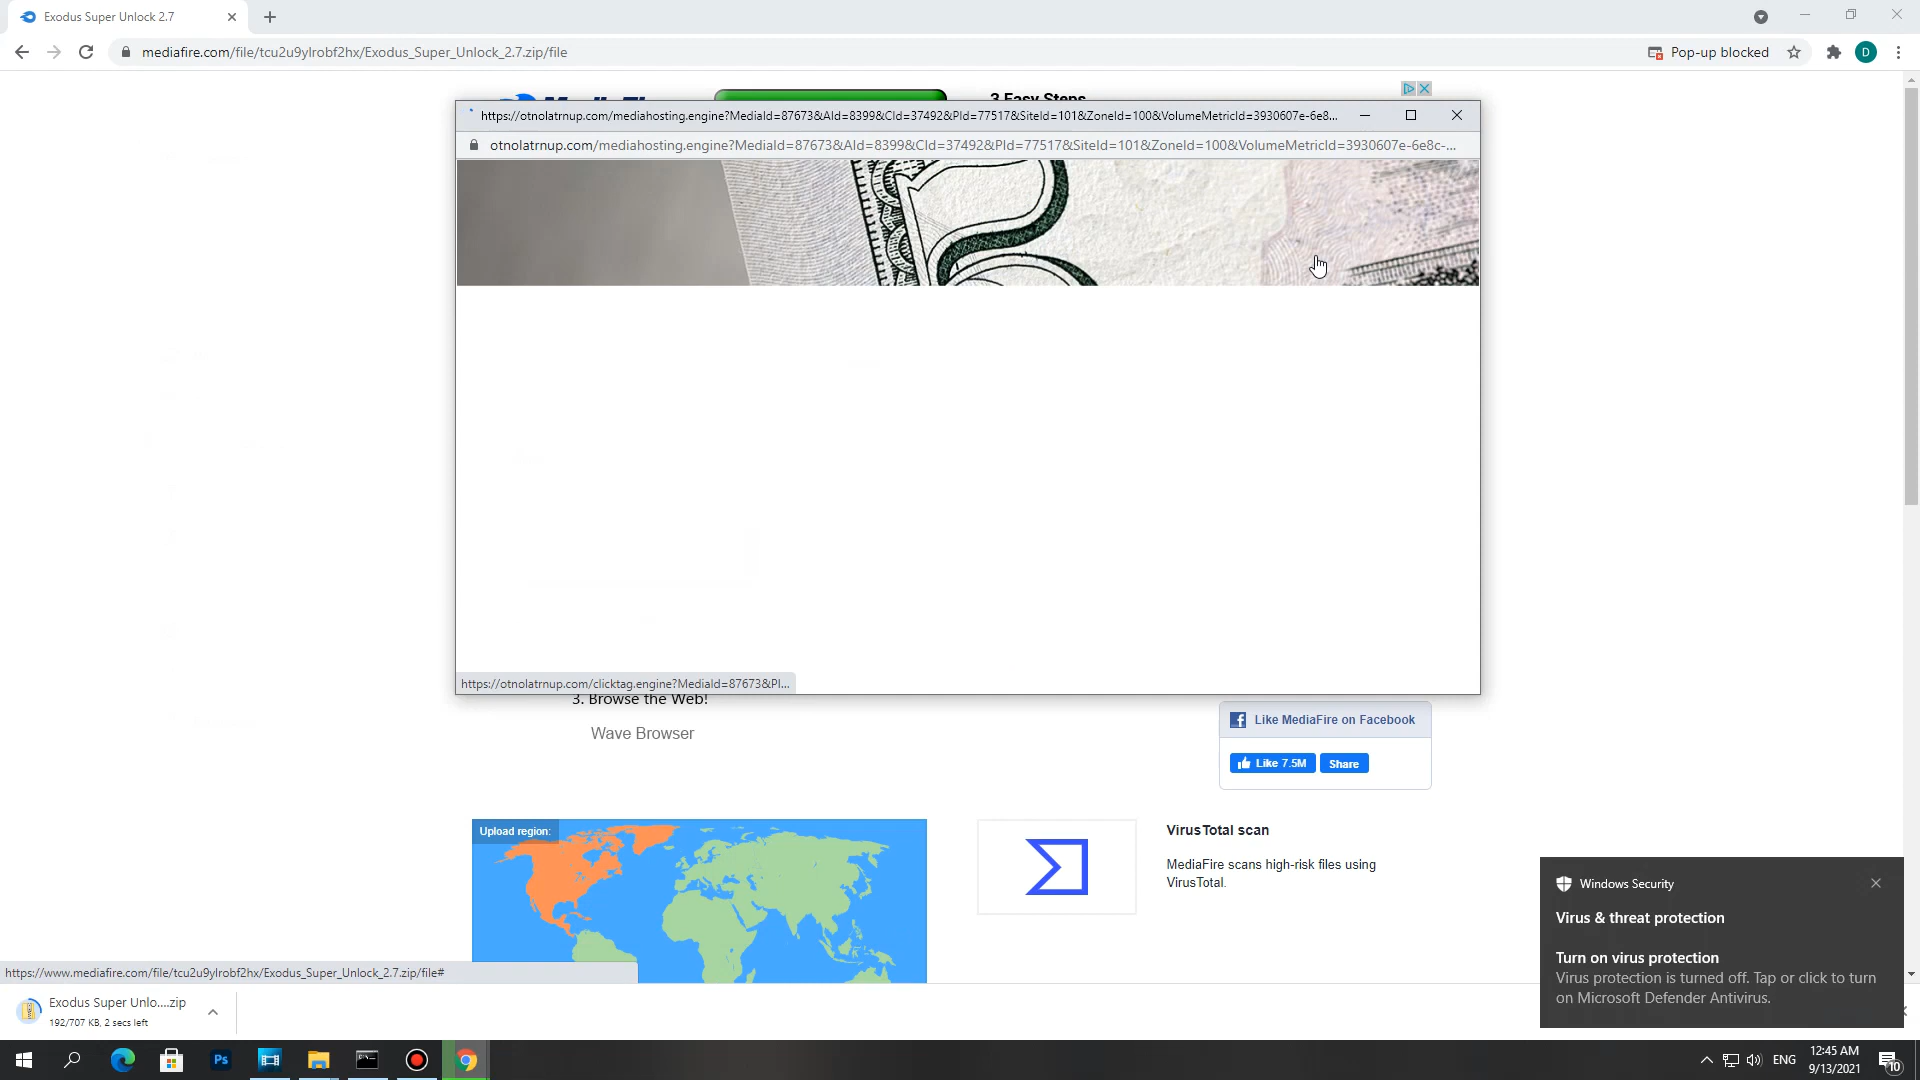 Exodus Super Unlock 2.7
mediafire.com/file/tcu2u9ylrobf2hx/Exodus_Super_Unlock_2.7.zip/file
Pop-up blocked
D
3 Easy Steps
https://otnolatrnup.com/mediahosting.engine?MediaId=87673&AId=8399&CId=37492&PId=77517&SiteId=101&ZoneId=100&VolumeMetricId=3930607e-6e8...
otnolatrnup.com/mediahosting.engine?MediaId=87673&AId=8399&CId=37492&PId=77517&SiteId=101&ZoneId=100&VolumeMetricId=3930607e-6e8c-...
https://otnolatrnup.com/clicktag.engine?MediaId=87673&Pl...
3. Browse the Web!
Wave Browser
Like MediaFire on Facebook
Like 7.5M
Share
Upload region:
VirusTotal scan
MediaFire scans high-risk files using
VirusTotal.
Windows Security
Virus & threat protection
Turn on virus protection
Virus protection is turned off. Tap or click to turn
on Microsoft Defender Antivirus.
https://www.mediafire.com/file/tcu2u9ylrobf2hx/Exodus_Super_Unlock_2.7.zip/file#
Exodus Super Unlo....zip
192/707 KB, 2 secs left
Ps
ENG
12:45 AM
9/13/2021
10